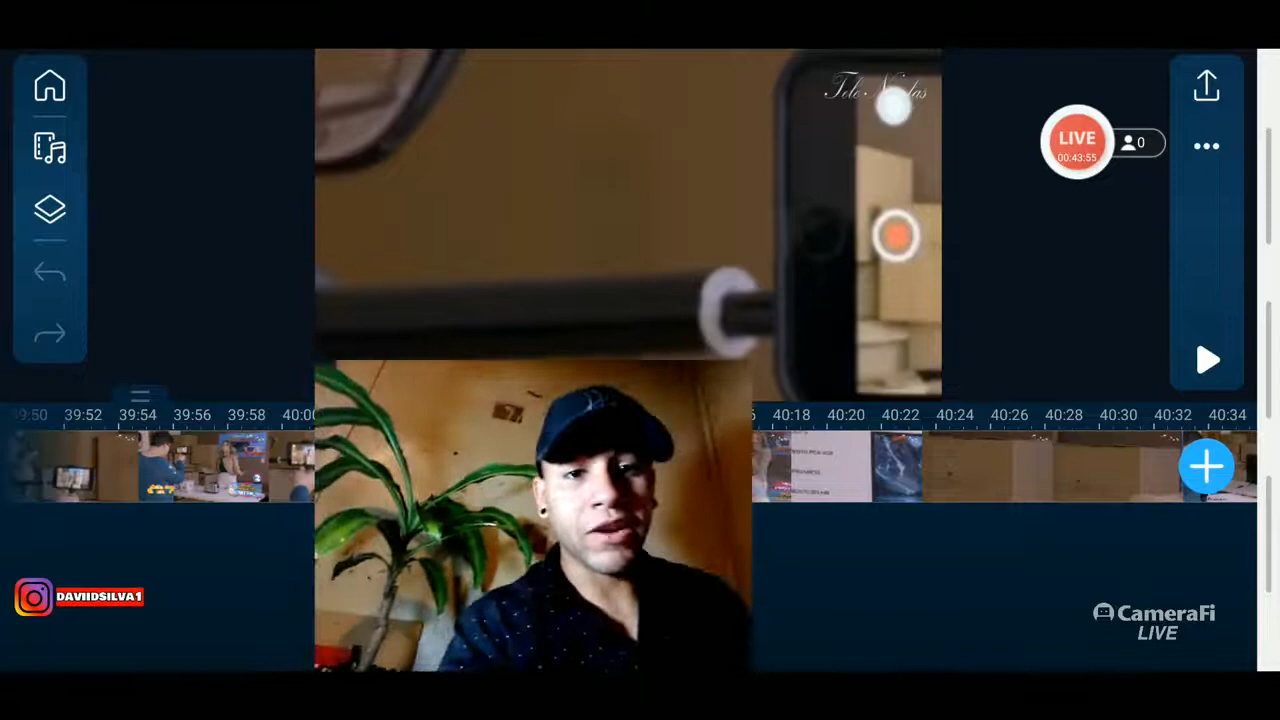 Tele Nicolas
LIVE
00:43:55
0
39:50 39:52 39:54 39:56 39:58 40:00
40:18 40:20 40:22 40:24 40:26 40:28 40:30 40:32 40:34
DAVIIDSILVA1
CameraFi
LIVE